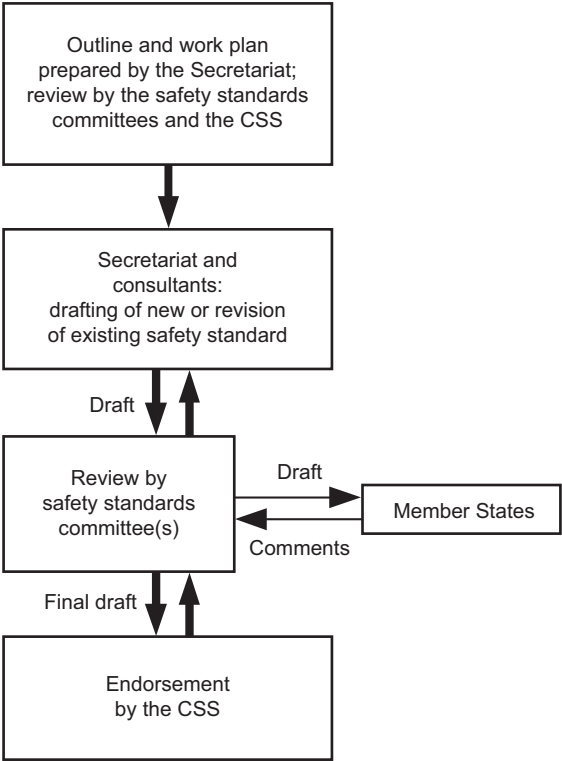 Outline and work plan
prepared by the Secretariat;
review by the safety standards
committees and the CSS
Secretariat and
consultants:
drafting of new or revision
of existing safety standard
Draft
Review by
safety standards
committee(s)
Draft
Member States
Comments
Final draft
Endorsement
by the CSS